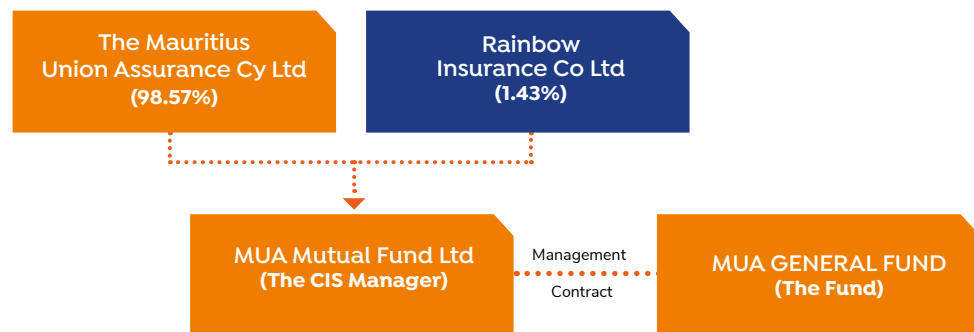 The Mauritius
Union Assurance Cy Ltd
(98.57%)
Rainbow
Insurance Co Ltd
(1.43%)
MUA Mutual Fund Ltd
(The CIS Manager)
Management
Contract
MUA GENERAL FUND
(The Fund)